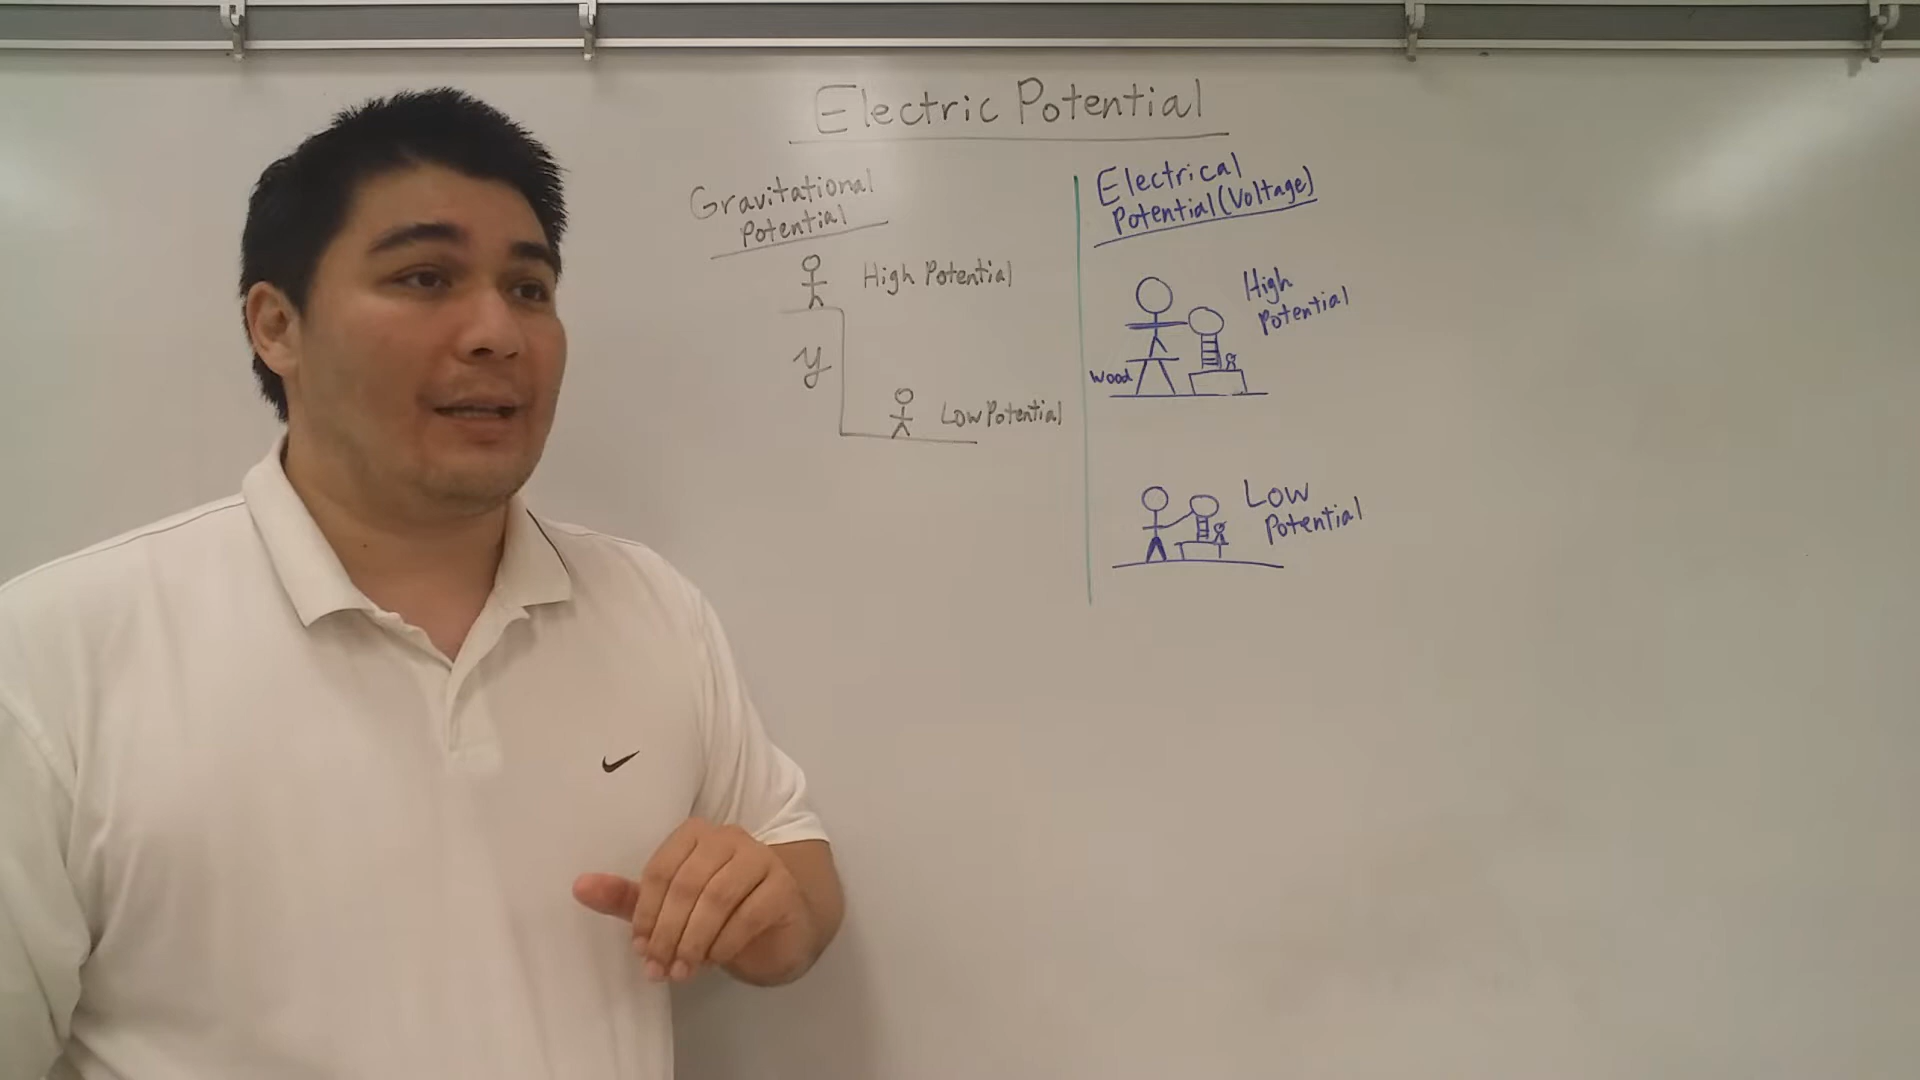 Electric Potential
Gravitational
Potential
High Potential
y
Low Potential
Electrical
Potential (Voltage)
High
Potential
Wood
Low
Potential